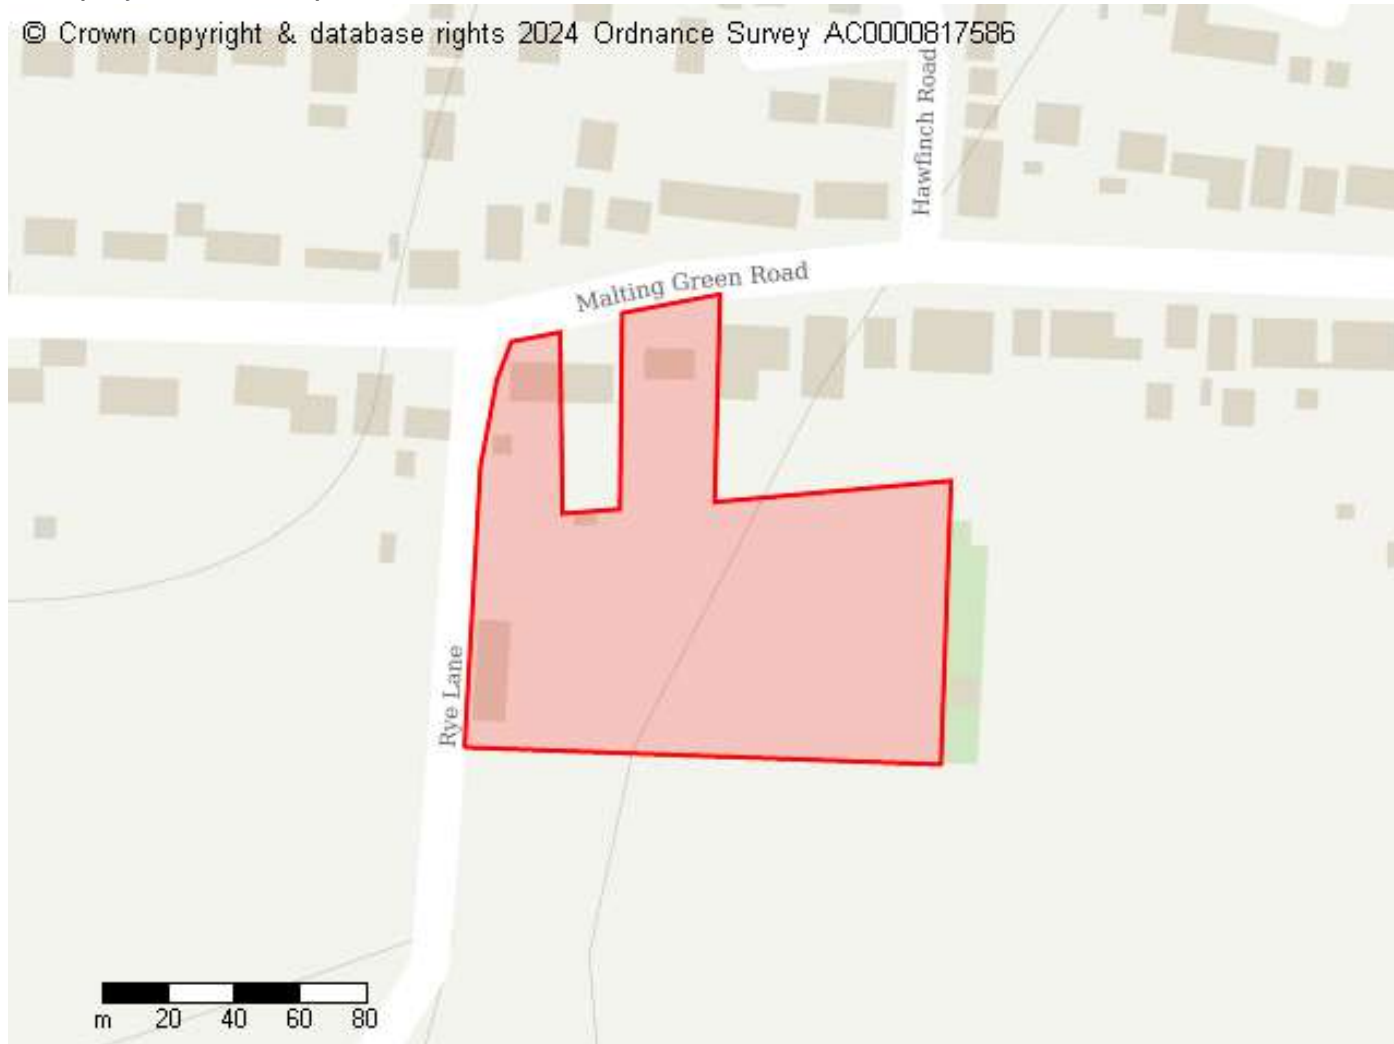 © Crown copyright & database rights 2024 Ordnance Survey AC0000817586
Hawfinch Road
Malting Green Road
Rye Lane
m 20 40 60 80